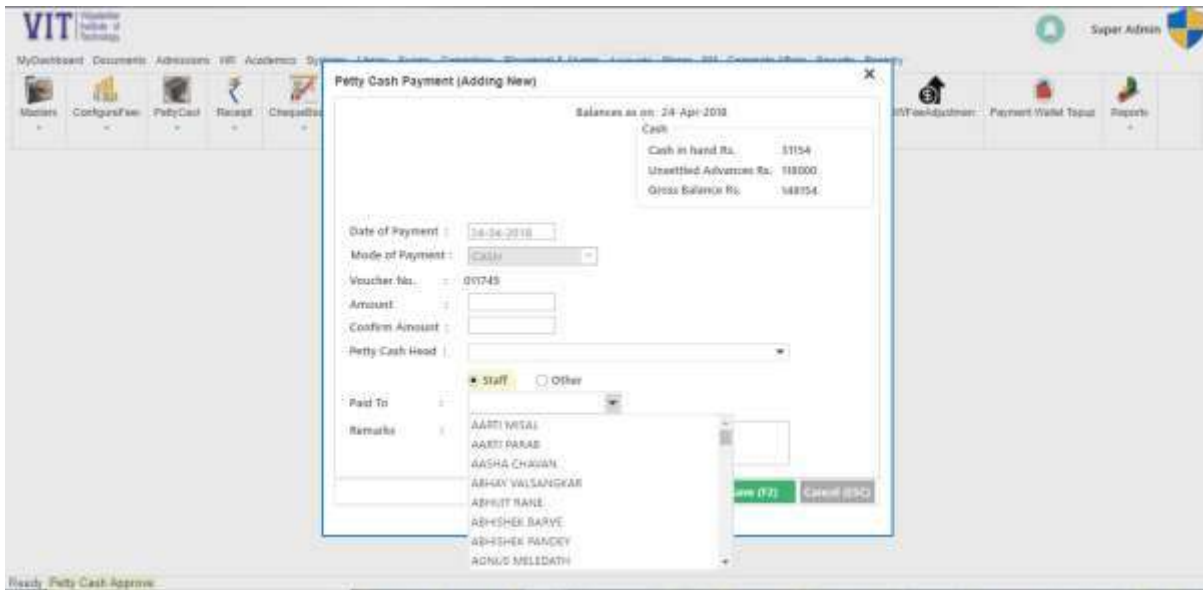 VIT Vidyalankar Institute of Technology
Super Admin
MyDashboard Documents Admissions HR Academics
Petty Cash Payment (Adding New) X
Masters ConfigureFees PettyCash Receipt Payment Wallet Topup Reports
Balances as on: 24-Apr-2018
Cash
Cash in hand Rs. 31154
Unsettled Advances Rs. 118000
Gross Balance Rs. 149154
Date of Payment : 24-04-2018
Mode of Payment : CASH
Voucher No. : 011745
Amount :
Confirm Amount :
Petty Cash Head :
Staff Other
Paid To :
Remarks :
AARTI MISAL
AARTI PARAB
AASHA CHAVAN
ABHAY VALSANGKAR
ABHIJIT RANE
ABHISHEK BARVE
ABHISHEK PANDEY
Save (F2) Cancel (ESC)
Ready Petty Cash Approve